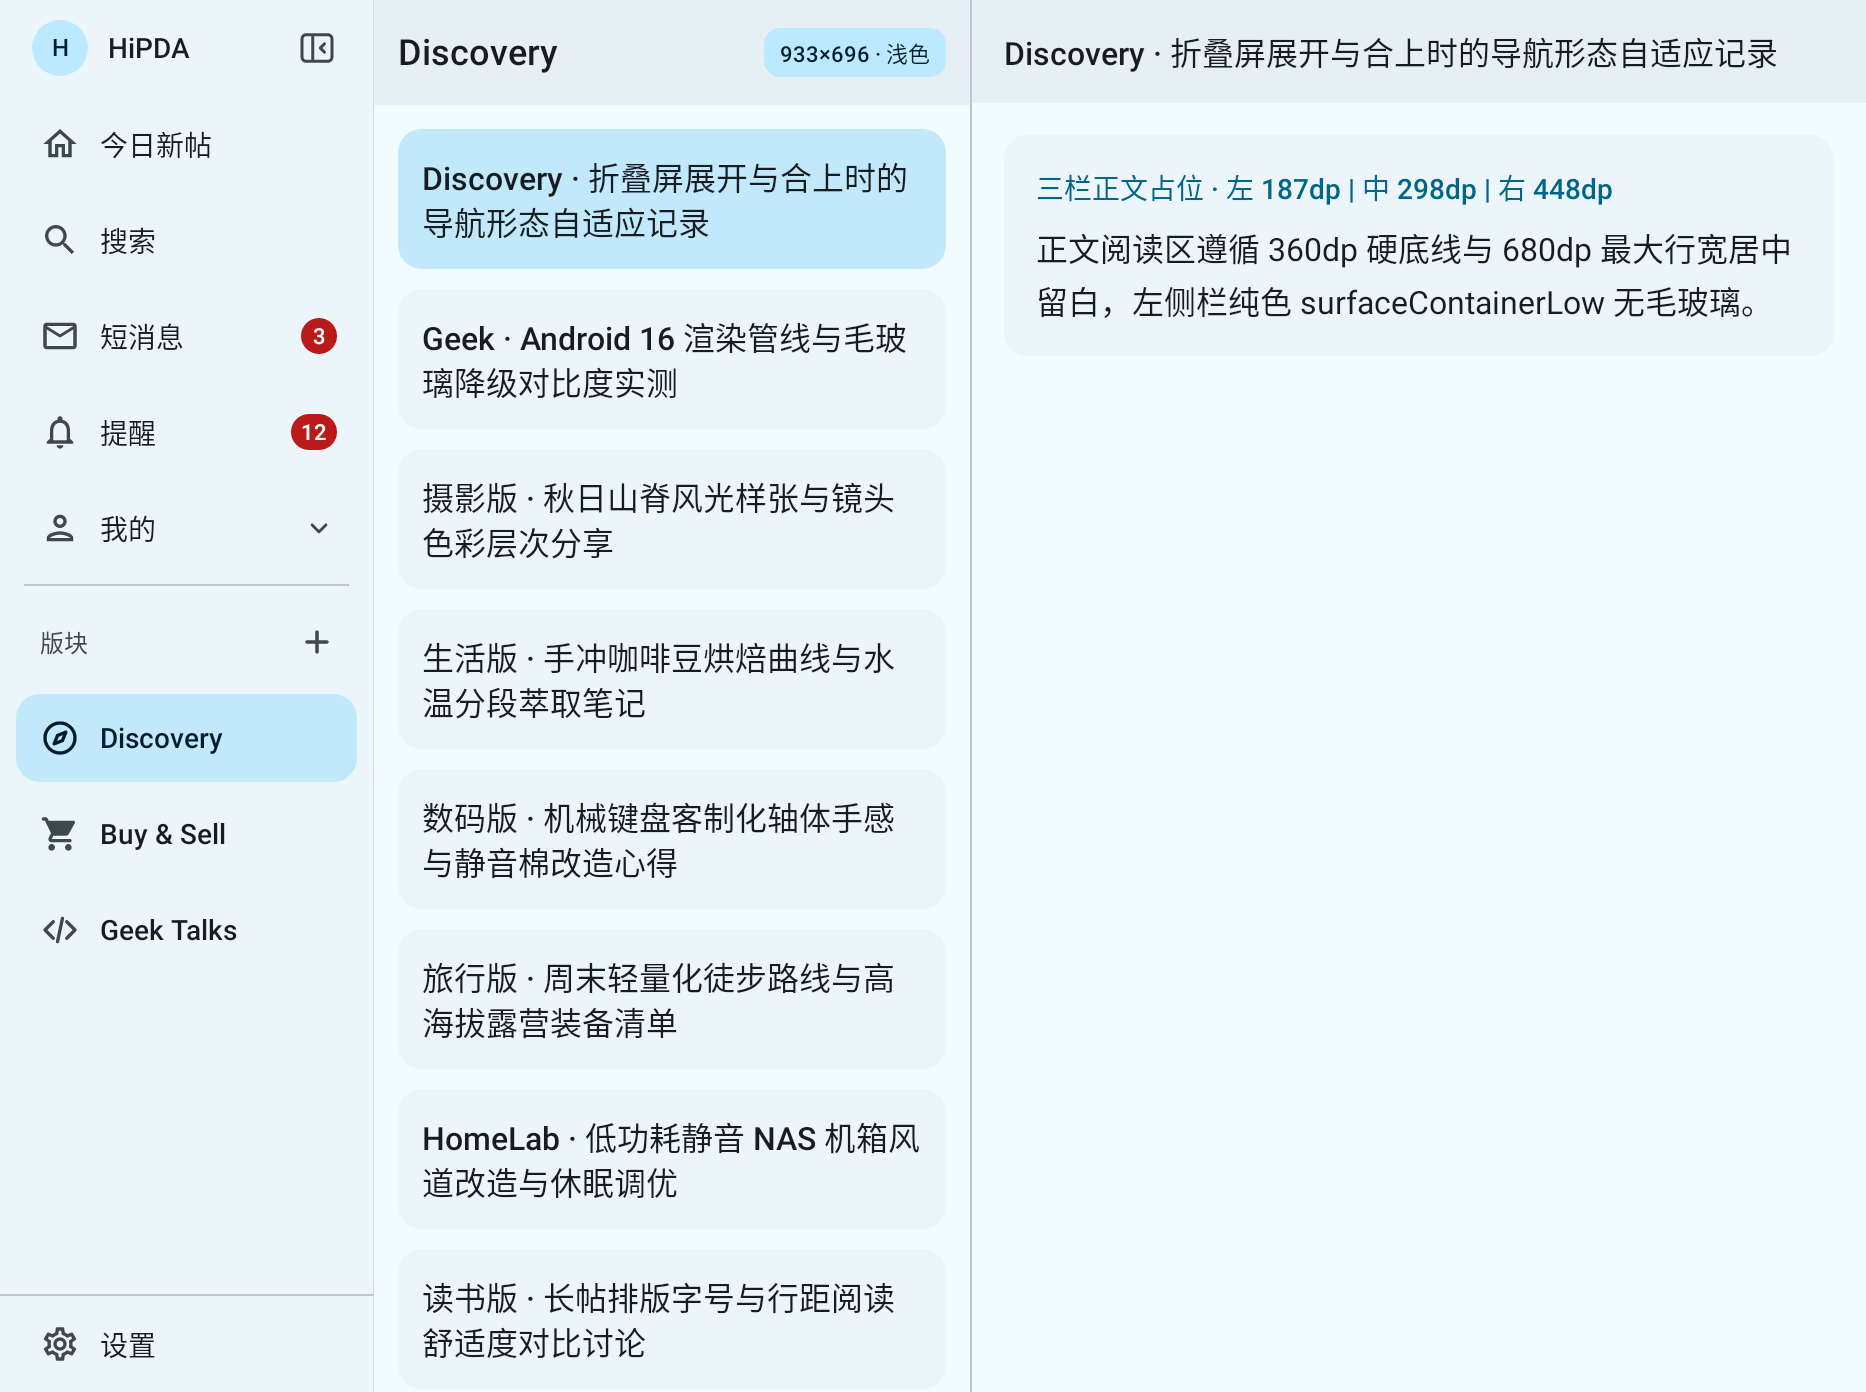 H
HiPDA
今日新帖
搜索
短消息
3
提醒
12
我的
版块
Discovery
Buy & Sell
Geek Talks
设置
Discovery
933×696 · 浅色
Discovery · 折叠屏展开与合上时的
导航形态自适应记录
Geek · Android 16 渲染管线与毛玻
璃降级对比度实测
摄影版 · 秋日山脊风光样张与镜头
色彩层次分享
生活版 · 手冲咖啡豆烘焙曲线与水
温分段萃取笔记
数码版 · 机械键盘客制化轴体手感
与静音棉改造心得
旅行版 · 周末轻量化徒步路线与高
海拔露营装备清单
HomeLab · 低功耗静音 NAS 机箱风
道改造与休眠调优
读书版 · 长帖排版字号与行距阅读
舒适度对比讨论
Discovery · 折叠屏展开与合上时的导航形态自适应记录
三栏正文占位 · 左 187dp | 中 298dp | 右 448dp
正文阅读区遵循 360dp 硬底线与 680dp 最大行宽居中
留白，左侧栏纯色 surfaceContainerLow 无毛玻璃。